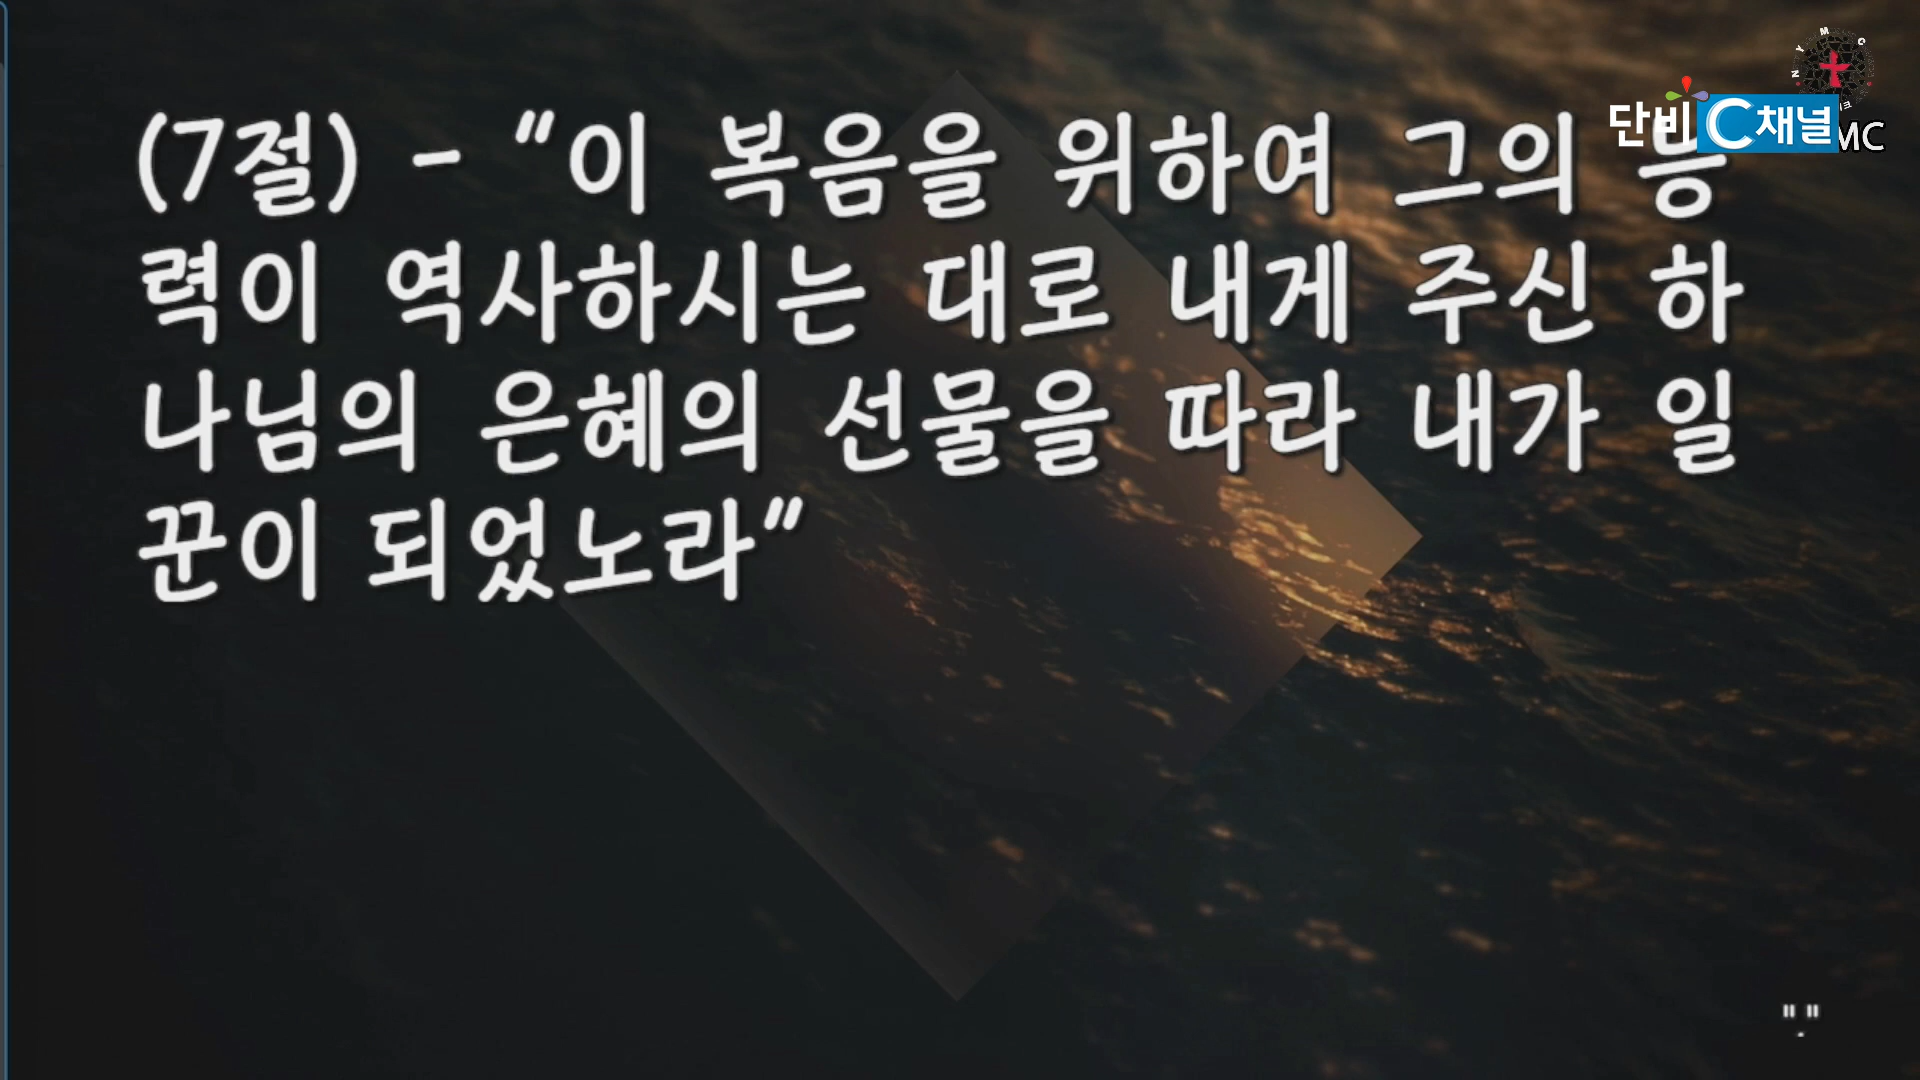 단비 C채널
MC
(7절) - "이 복음을 위하여 그의 능
력이 역사하시는 대로 내게 주신 하
나님의 은혜의 선물을 따라 내가 일
꾼이 되었노라"